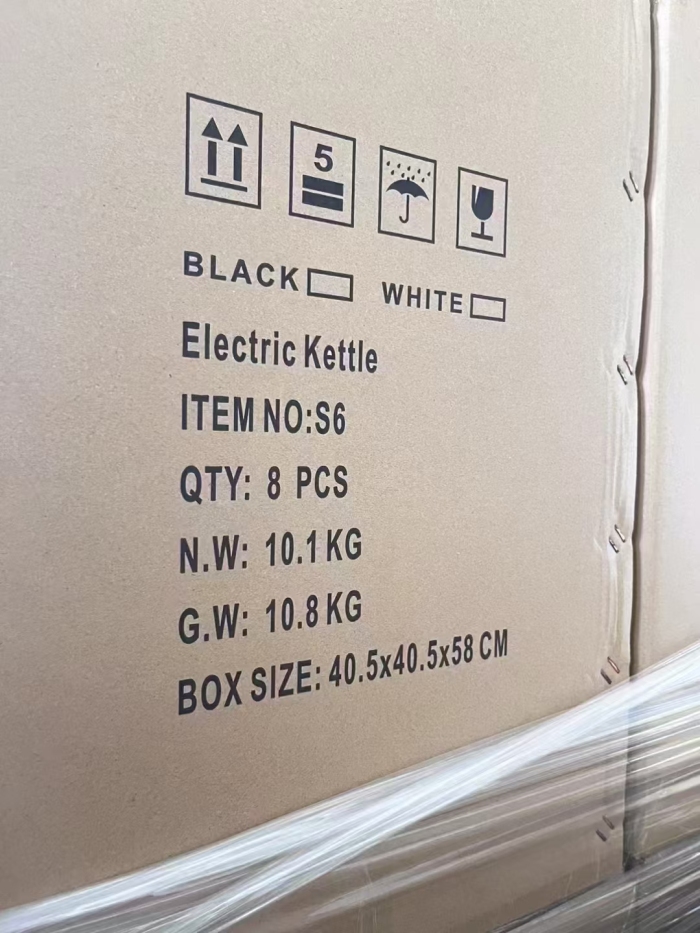 5
BLACK WHITE
Electric Kettle
ITEM NO:S6
QTY: 8 PCS
N.W: 10.1 KG
G.W: 10.8 KG
BOX SIZE: 40.5x40.5x58 CM